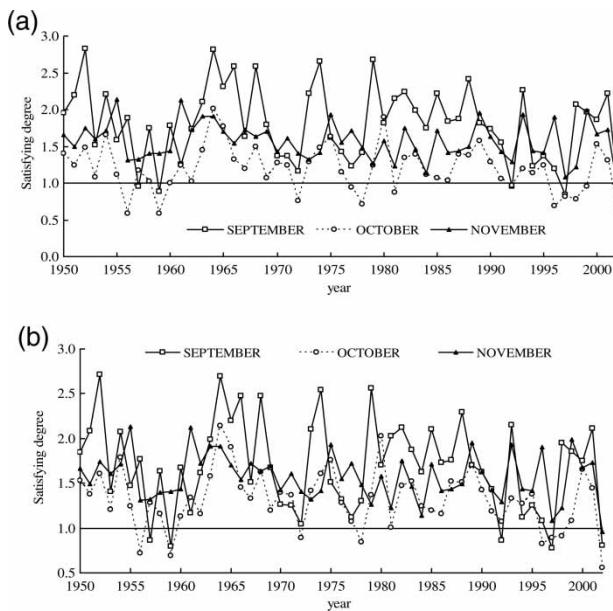 (a)
3.0
2.5
2.0
1.5
1.0
0.5
0.0
Satisfying degree
SEPTEMBER OCTOBER NOVEMBER
1950 1955 1960 1965 1970 1975 1980 1985 1990 1995 2000
year
(b)
3.0
2.5
2.0
1.5
1.0
0.5
Satisfying degree
SEPTEMBER OCTOBER NOVEMBER
1950 1955 1960 1965 1970 1975 1980 1985 1990 1995 2000
year